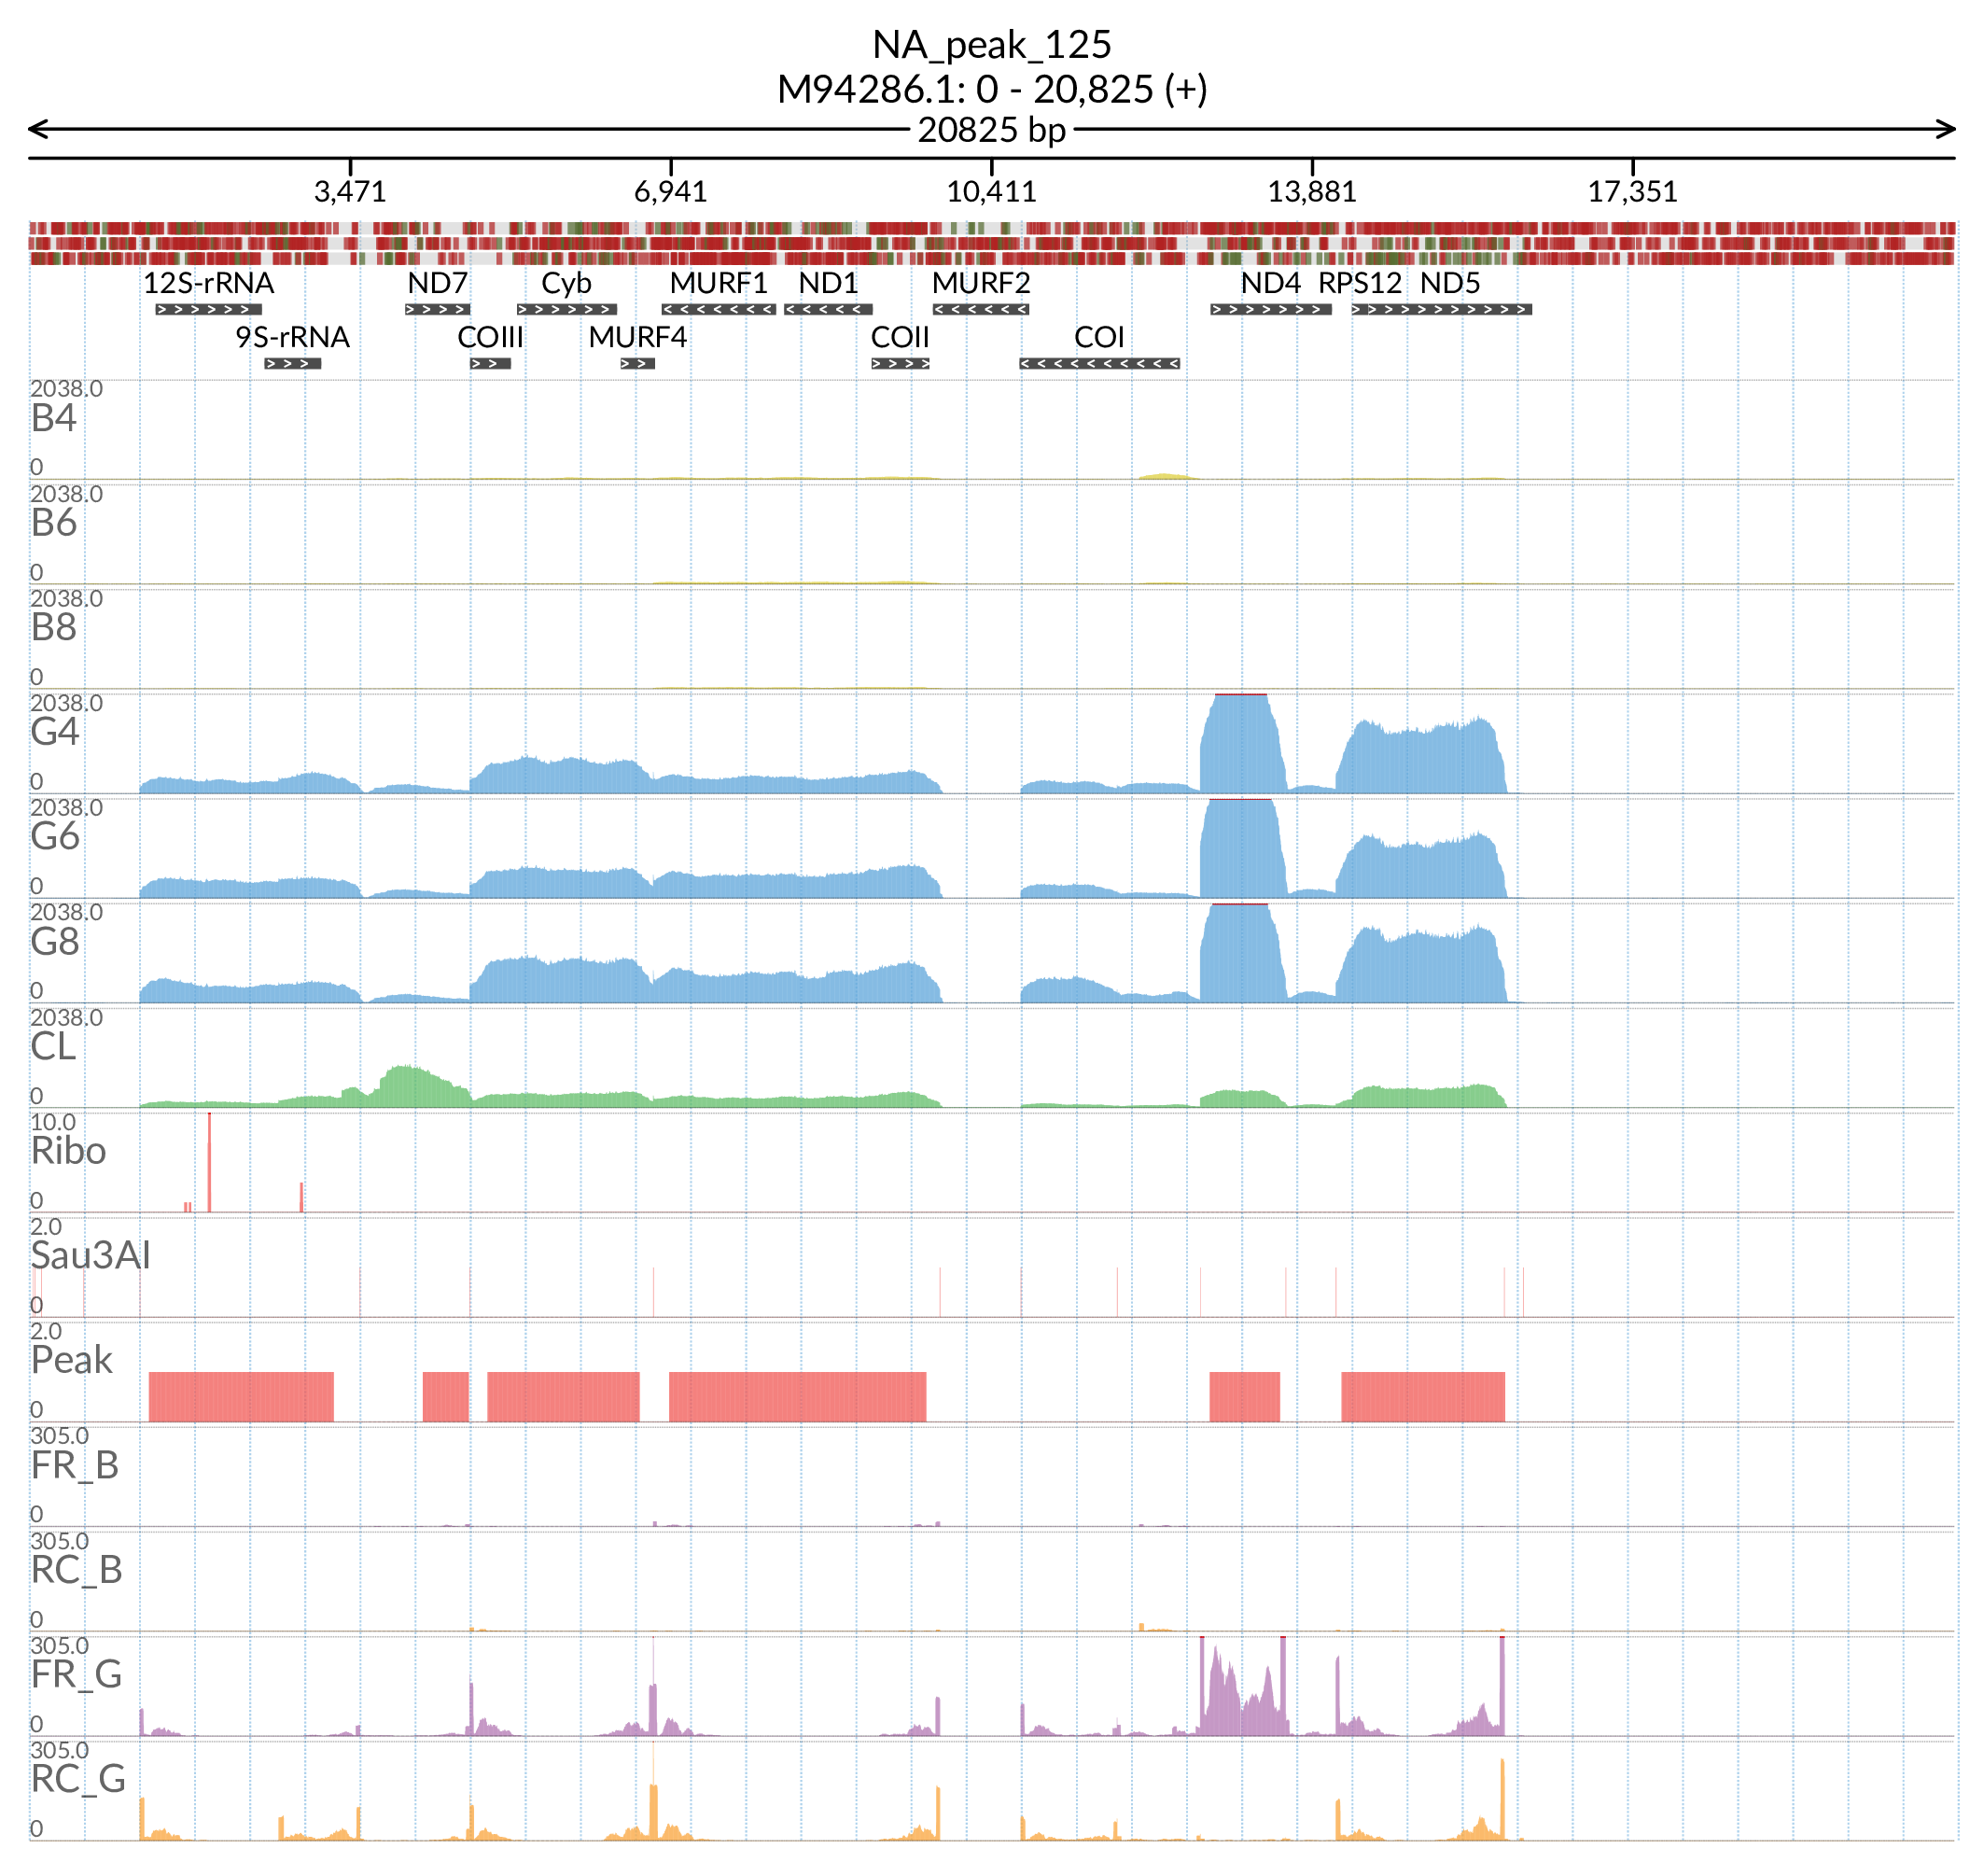 NA_peak_125
M94286.1: 0 - 20,825 (+)
20825 bp
3,471 6,941 10,411 13,881 17,351
12S-rRNA ND7 Cyb MURF1 ND1 MURF2 ND4 RPS12 ND5
9S-rRNA COIII MURF4 COII COI
2038.0
B4
0
2038.0
B6
0
2038.0
B8
0
2038.0
G4
0
2038.0
G6
0
2038.0
G8
0
2038.0
CL
0
10.0
Ribo
0
2.0
Sau3AI
0
2.0
Peak
0
305.0
FR_B
0
305.0
RC_B
0
305.0
FR_G
0
305.0
RC_G
0